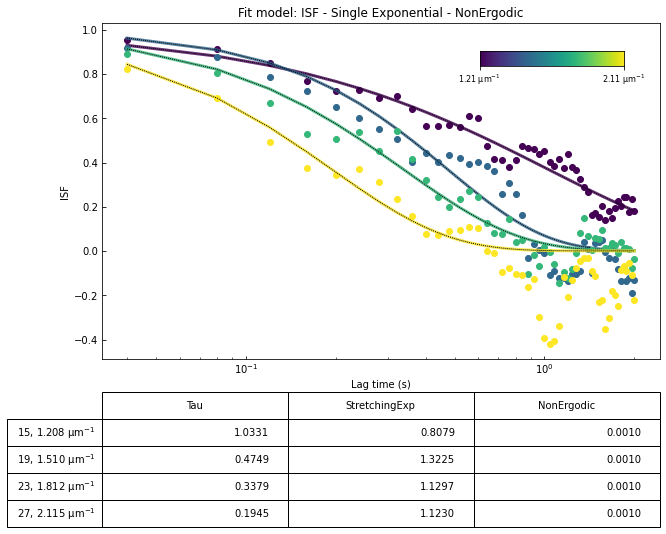 Fit model: ISF - Single Exponential - NonErgodic
1.0
0.8
0.6
0.4
0.2
0.0
−0.2
−0.4
ISF
1.21 μm⁻¹ 2.11 μm⁻¹
10⁻¹ 10⁰
Lag time (s)
Tau StretchingExp NonErgodic
15, 1.208 μm⁻¹ 1.0331 0.8079 0.0010
19, 1.510 μm⁻¹ 0.4749 1.3225 0.0010
23, 1.812 μm⁻¹ 0.3379 1.1297 0.0010
27, 2.115 μm⁻¹ 0.1945 1.1230 0.0010